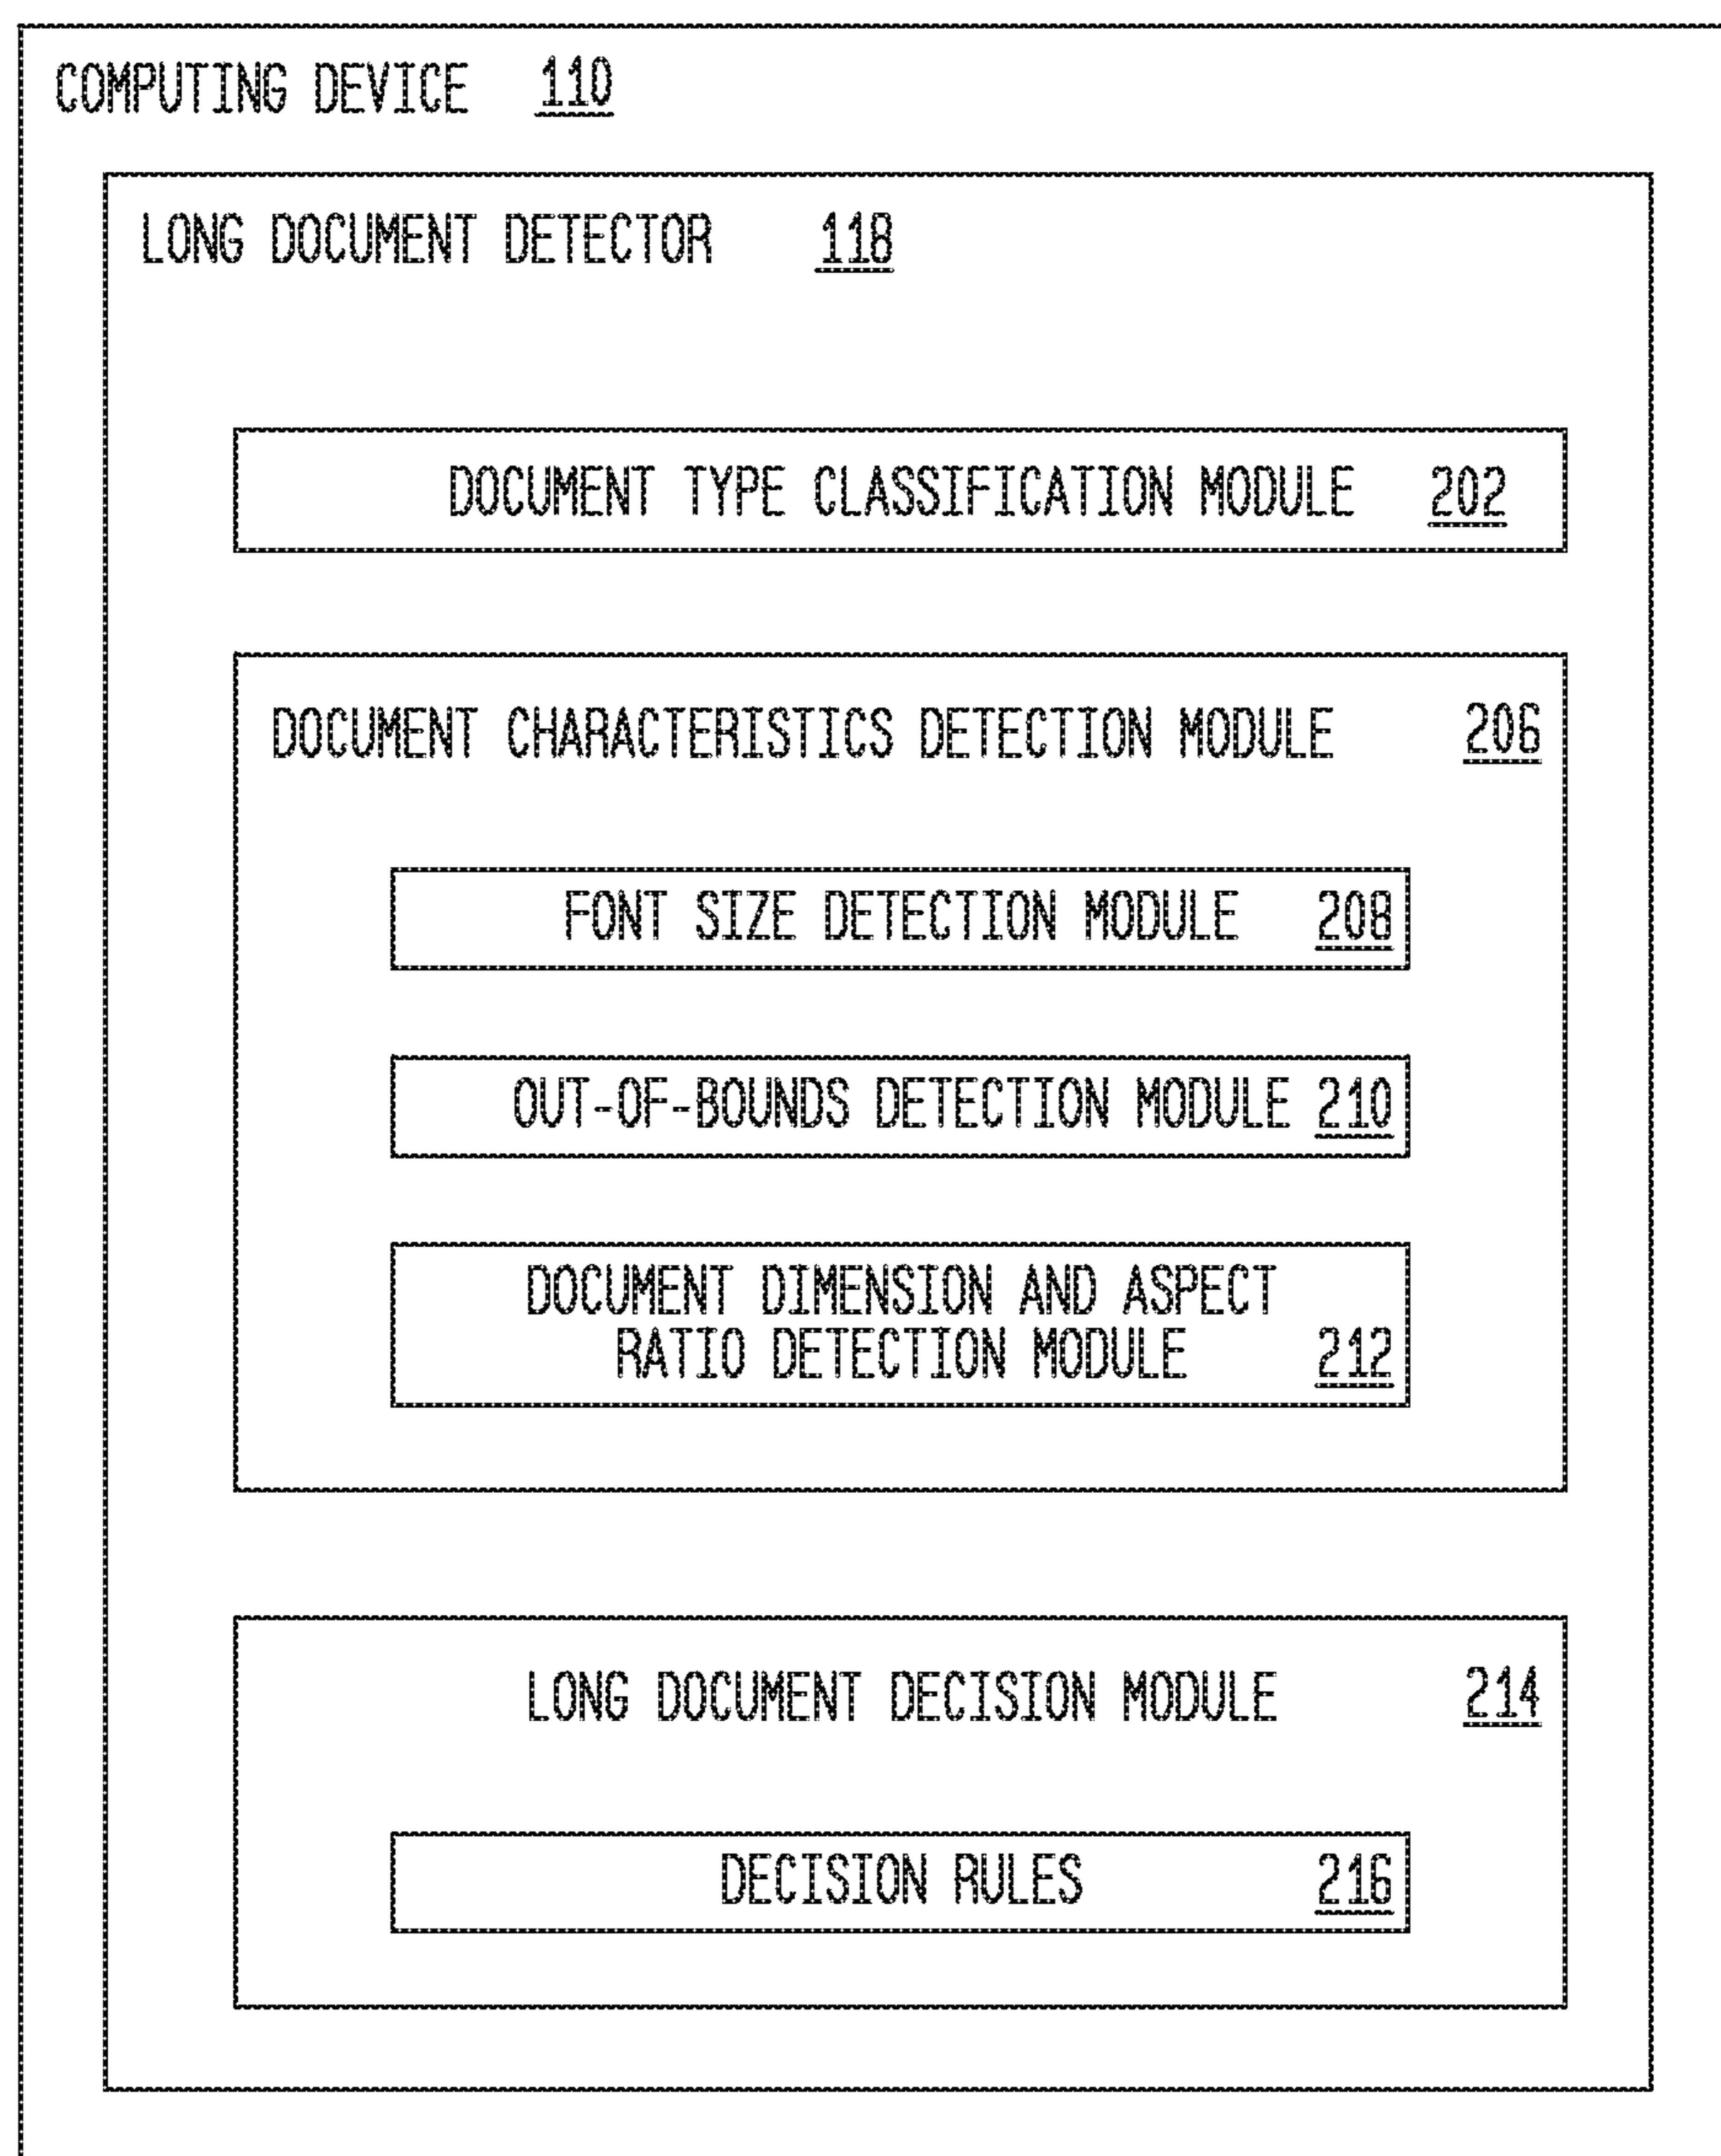 COMPUTING DEVICE 110
LONG DOCUMENT DETECTOR 118
DOCUMENT TYPE CLASSIFICATION MODULE 202
DOCUMENT CHARACTERISTICS DETECTION MODULE 206
FONT SIZE DETECTION MODULE 208
OUT-OF-BOUNDS DETECTION MODULE 210
DOCUMENT DIMENSION AND ASPECT
RATIO DETECTION MODULE 212
LONG DOCUMENT DECISION MODULE 214
DECISION RULES 216